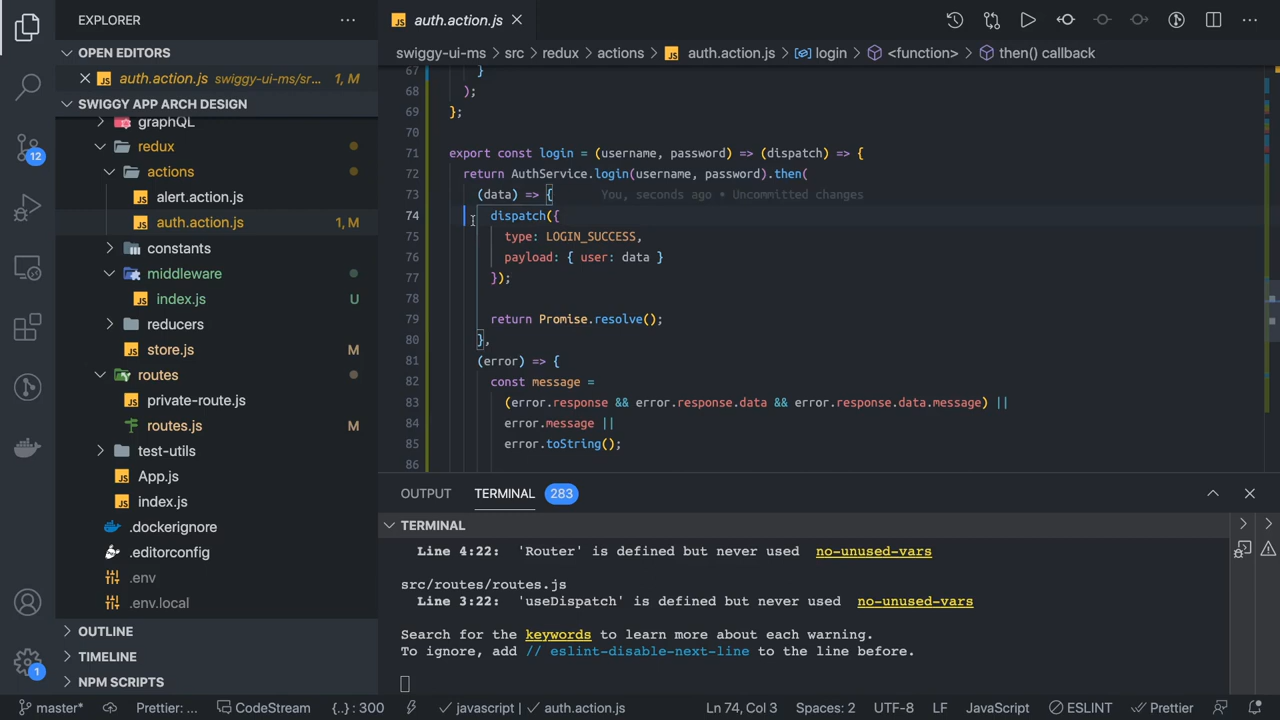 EXPLORER
OPEN EDITORS
auth.action.js swiggy-ui-ms/sr... 1, M
SWIGGY APP ARCH DESIGN
graphQL
redux
actions
alert.action.js
auth.action.js 1, M
constants
middleware
index.js U
reducers
store.js M
routes
private-route.js
routes.js M
test-utils
App.js
index.js
.dockerignore
.editorconfig
.env
.env.local
OUTLINE
TIMELINE
NPM SCRIPTS
12
1
auth.action.js
swiggy-ui-ms > src > redux > actions > auth.action.js > login > <function> > then() callback
67 }
68 );
69 };
70
71 export const login = (username, password) => (dispatch) => {
72 return AuthService.login(username, password).then(
73 (data) => { You, seconds ago • Uncommitted changes
74 dispatch({
75 type: LOGIN_SUCCESS,
76 payload: { user: data }
77 });
78
79 return Promise.resolve();
80 },
81 (error) => {
82 const message =
83 (error.response && error.response.data && error.response.data.message) ||
84 error.message ||
85 error.toString();
86
OUTPUT TERMINAL 283
TERMINAL
Line 4:22: 'Router' is defined but never used no-unused-vars
src/routes/routes.js
Line 3:22: 'useDispatch' is defined but never used no-unused-vars
Search for the keywords to learn more about each warning.
To ignore, add // eslint-disable-next-line to the line before.
master* Prettier: ... CodeStream {..} : 300 javascript | auth.action.js Ln 74, Col 3 Spaces: 2 UTF-8 LF JavaScript ESLINT Prettier